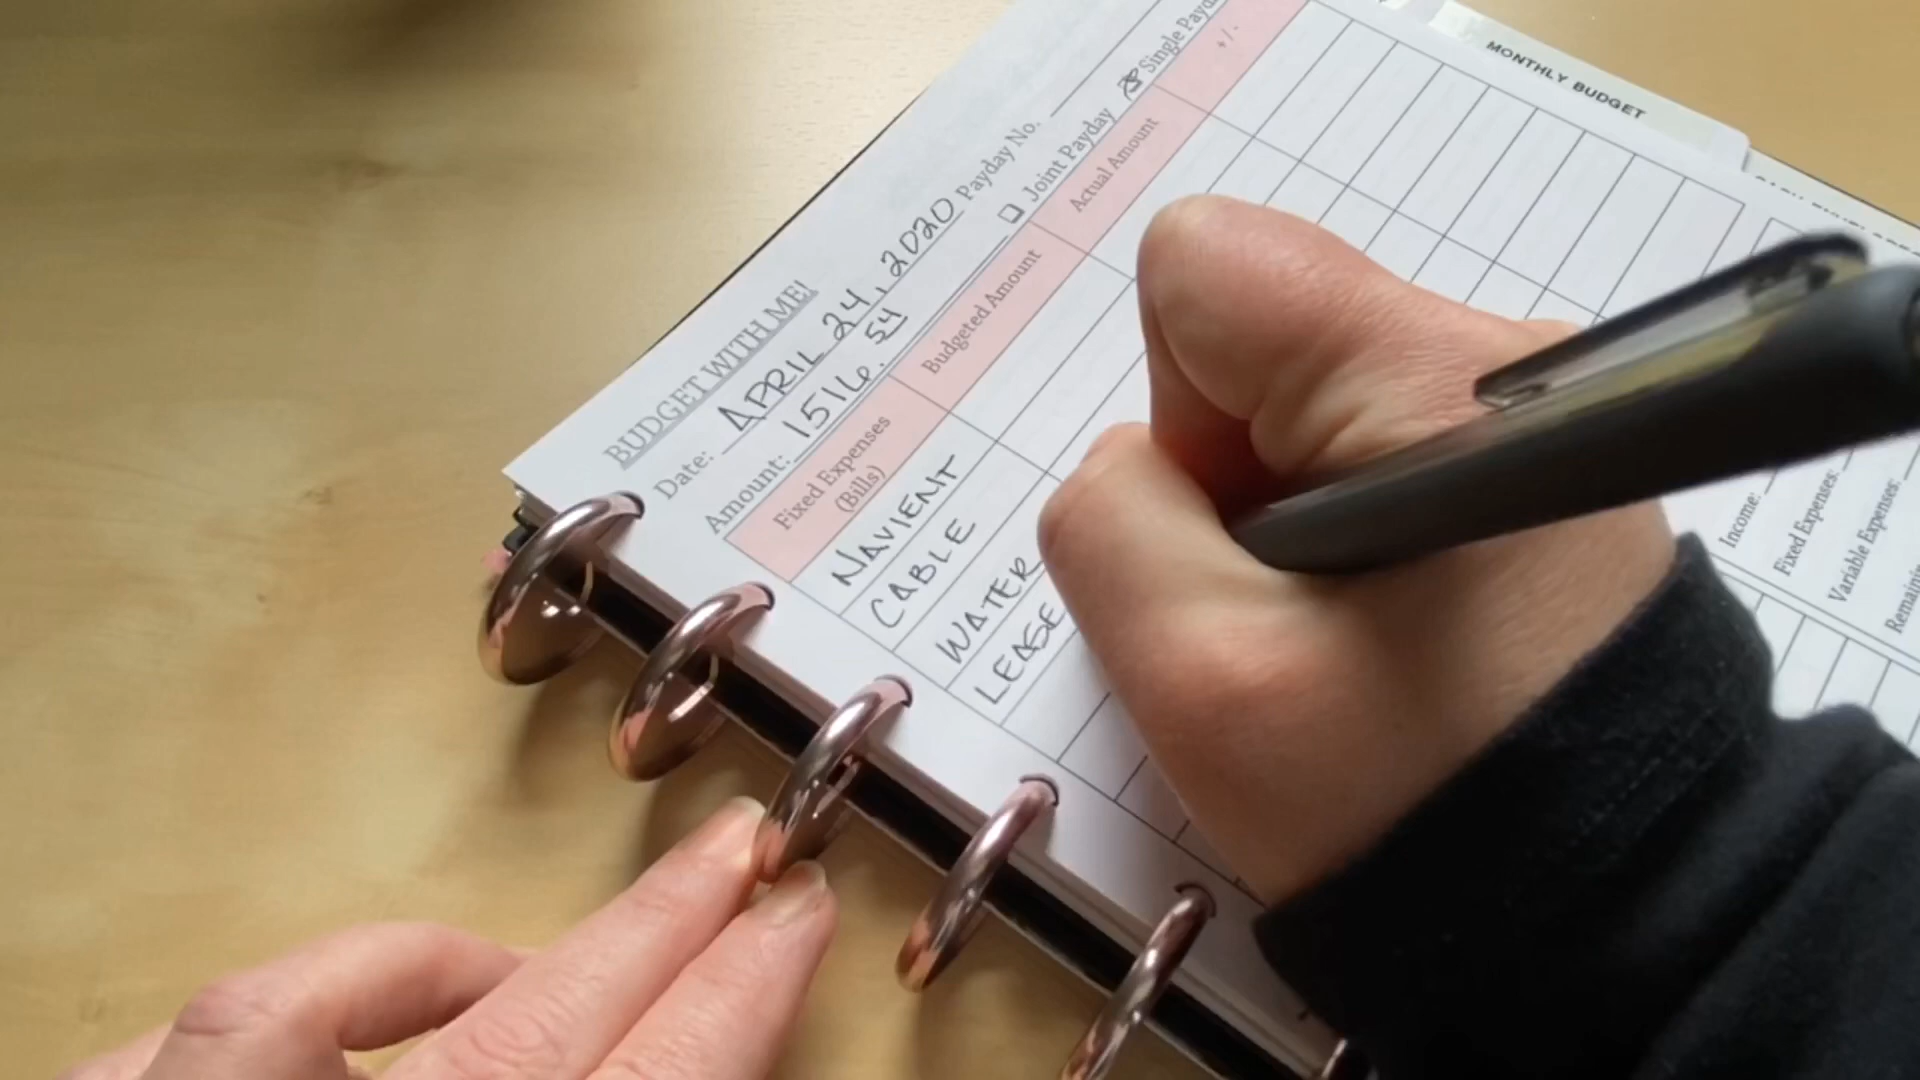 MONTHLY BUDGET
BUDGET WITH ME!
Date: APRIL 24, 2020 Payday No.
Amount: 1516.54 Joint Payday Single
Fixed Expenses (Bills) Budgeted Amount Actual Amount +/-
NAVIENT
CABLE
WATER
LEASE
Income:
Fixed Expenses:
Variable Expenses: